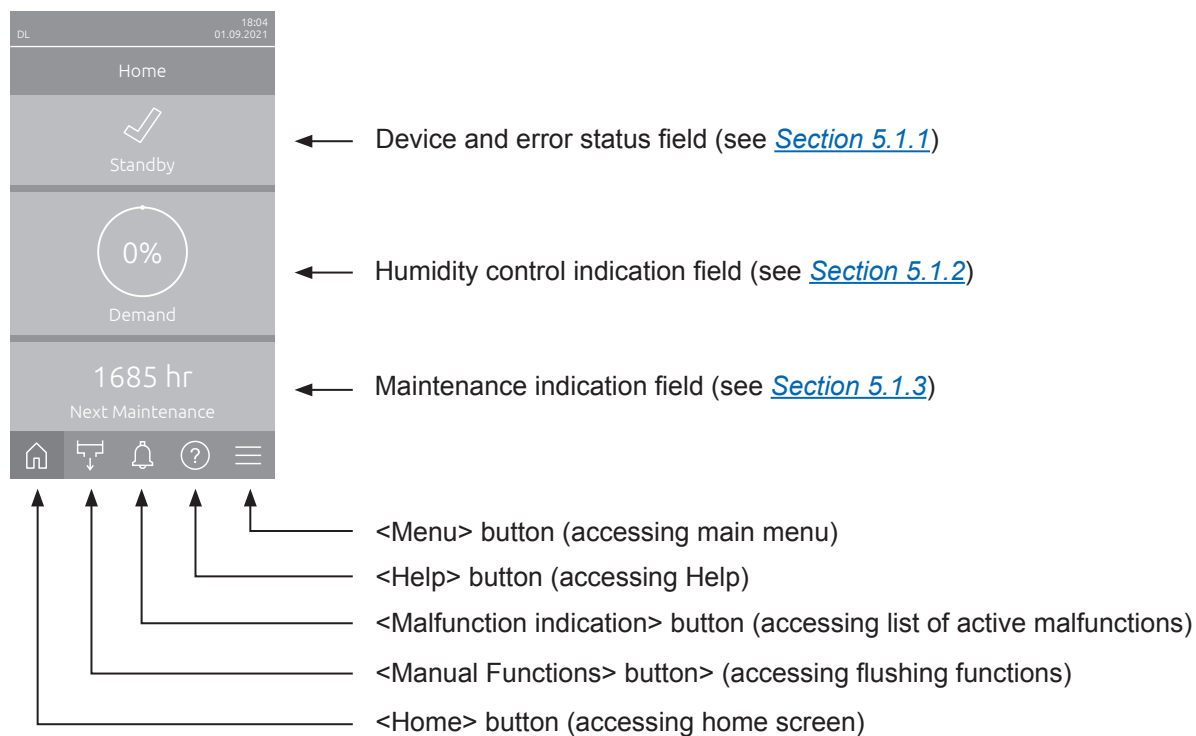 18:04
DL 01.09.2021
Home
Standby
0%
Demand
1685 hr
Next Maintenance
?
Device and error status field (see Section 5.1.1)
Humidity control indication field (see Section 5.1.2)
Maintenance indication field (see Section 5.1.3)
<Menu> button (accessing main menu)
<Help> button (accessing Help)
<Malfunction indication> button (accessing list of active malfunctions)
<Manual Functions> button> (accessing flushing functions)
<Home> button (accessing home screen)